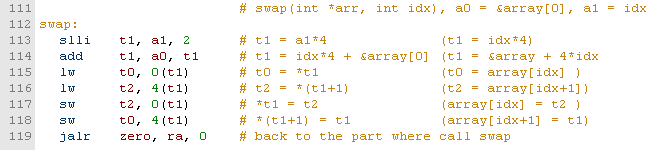 111 # swap(int *arr, int idx), a0 = &array[0], a1 = idx
112 swap:
113 slli t1, a1, 2 # t1 = a1*4 (t1 = idx*4)
114 add t1, a0, t1 # t1 = idx*4 + &array[0] (t1 = &array + 4*idx
115 lw t0, 0(t1) # t0 = *t1 (t0 = array[idx] )
116 lw t2, 4(t1) # t2 = *(t1+1) (t2 = array[idx+1])
117 sw t2, 0(t1) # *t1 = t2 (array[idx] = t2 )
118 sw t0, 4(t1) # *(t1+1) = t1 (array[idx+1] = t1)
119 jalr zero, ra, 0 # back to the part where call swap